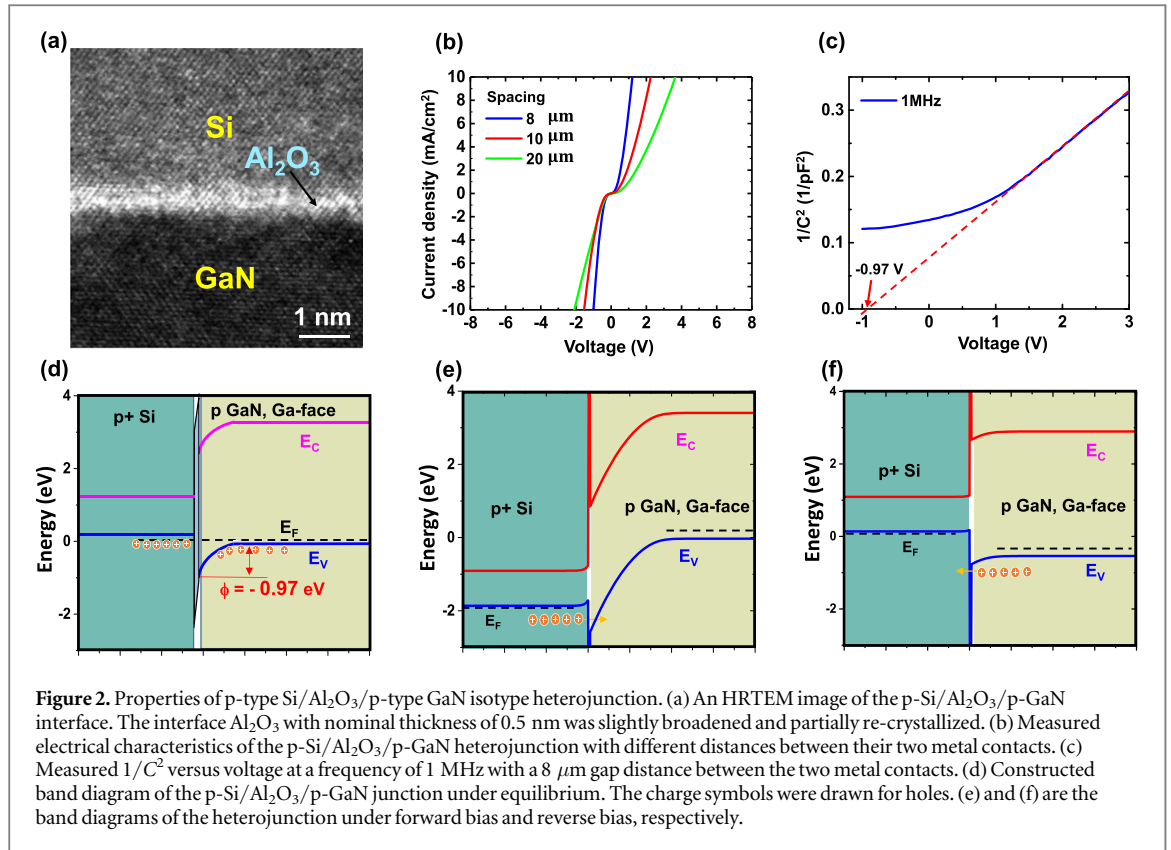 (a)
Si
Al₂O₃
GaN
1 nm
(b)
10
8
6
4
2
0
-2
-4
-6
-8
-10
Current density (mA/cm²)
Spacing
8 μm
10 μm
20 μm
-8 -6 -4 -2 0 2 4 6 8
Voltage (V)
(c)
0.3
0.2
0.1
0.0
1/C² (1/pF²)
1MHz
-0.97 V
-1 0 1 2 3
Voltage (V)
(d)
4
2
0
-2
Energy (eV)
p+ Si
p GaN, Ga-face
E_C
E_F
E_V
ϕ = - 0.97 eV
(e)
4
2
0
-2
Energy (eV)
p+ Si
E_C
p GaN, Ga-face
E_V
E_F
(f)
4
2
0
-2
Energy (eV)
E_C
p+ Si
p GaN, Ga-face
E_F
E_V
Figure 2. Properties of p-type Si/Al₂O₃/p-type GaN isotype heterojunction. (a) An HRTEM image of the p-Si/Al₂O₃/p-GaN
interface. The interface Al₂O₃ with nominal thickness of 0.5 nm was slightly broadened and partially re-crystallized. (b) Measured
electrical characteristics of the p-Si/Al₂O₃/p-GaN heterojunction with different distances between their two metal contacts. (c)
Measured 1/C² versus voltage at a frequency of 1 MHz with a 8 μm gap distance between the two metal contacts. (d) Constructed
band diagram of the p-Si/Al₂O₃/p-GaN junction under equilibrium. The charge symbols were drawn for holes. (e) and (f) are the
band diagrams of the heterojunction under forward bias and reverse bias, respectively.